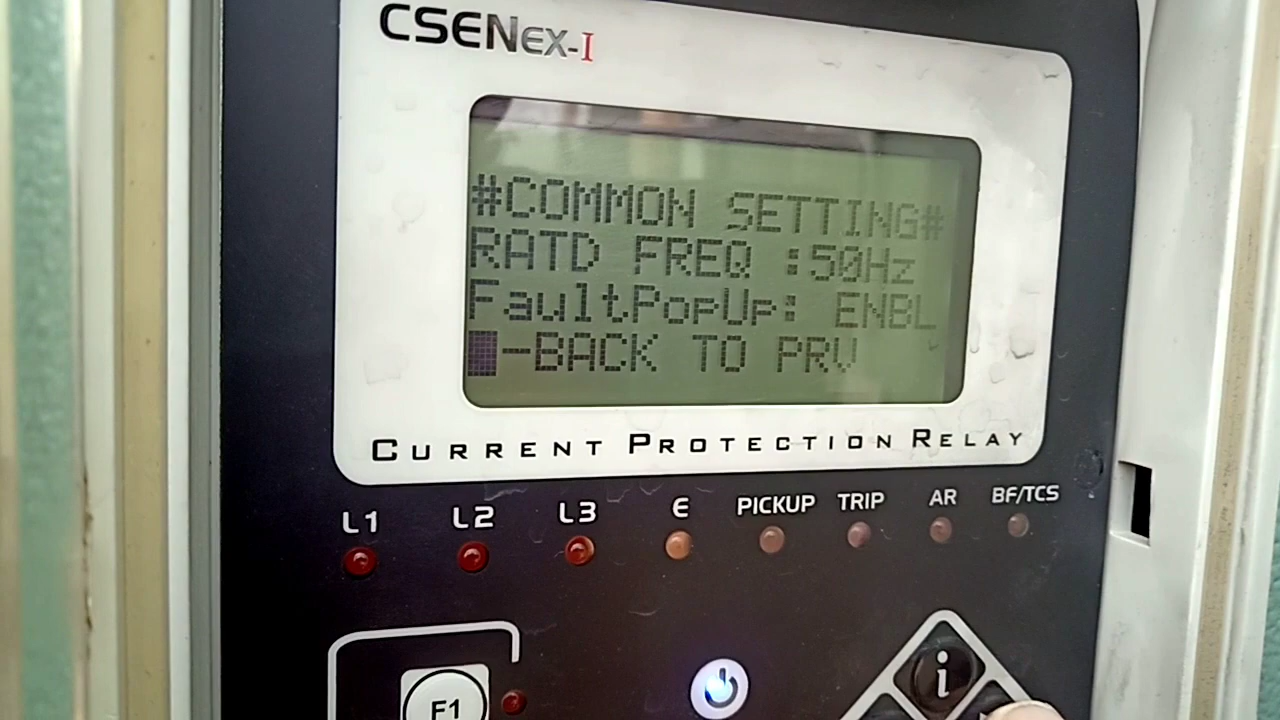 CSENEX-I
#COMMON SETTING#
RATD FREQ :50Hz
FaultPopUp: ENBL
-BACK TO PRV
CURRENT PROTECTION RELAY
L1 L2 L3 E PICKUP TRIP AR BF/TCS
i
F1